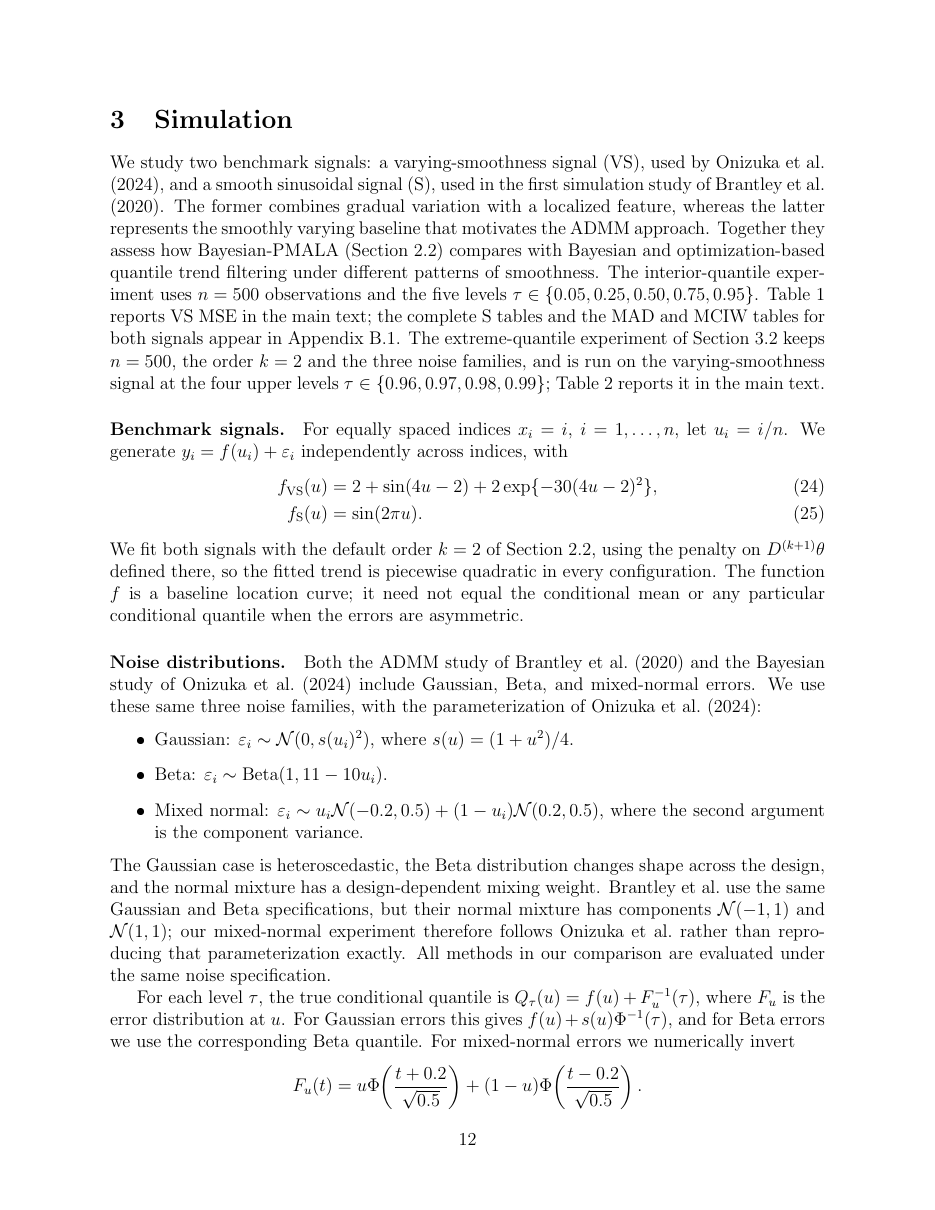 3 Simulation
We study two benchmark signals: a varying-smoothness signal (VS), used by Onizuka et al.
(2024), and a smooth sinusoidal signal (S), used in the first simulation study of Brantley et al.
(2020). The former combines gradual variation with a localized feature, whereas the latter
represents the smoothly varying baseline that motivates the ADMM approach. Together they
assess how Bayesian-PMALA (Section 2.2) compares with Bayesian and optimization-based
quantile trend filtering under different patterns of smoothness. The interior-quantile exper-
iment uses n = 500 observations and the five levels τ ∈ {0.05, 0.25, 0.50, 0.75, 0.95}. Table 1
reports VS MSE in the main text; the complete S tables and the MAD and MCIW tables for
both signals appear in Appendix B.1. The extreme-quantile experiment of Section 3.2 keeps
n = 500, the order k = 2 and the three noise families, and is run on the varying-smoothness
signal at the four upper levels τ ∈ {0.96, 0.97, 0.98, 0.99}; Table 2 reports it in the main text.
Benchmark signals. For equally spaced indices xᵢ = i, i = 1, . . . , n, let uᵢ = i/n. We
generate yᵢ = f(uᵢ) + εᵢ independently across indices, with
f_VS(u) = 2 + sin(4u − 2) + 2 exp{−30(4u − 2)²}, (24)
f_S(u) = sin(2πu). (25)
We fit both signals with the default order k = 2 of Section 2.2, using the penalty on D⁽ᵏ⁺¹⁾θ
defined there, so the fitted trend is piecewise quadratic in every configuration. The function
f is a baseline location curve; it need not equal the conditional mean or any particular
conditional quantile when the errors are asymmetric.
Noise distributions. Both the ADMM study of Brantley et al. (2020) and the Bayesian
study of Onizuka et al. (2024) include Gaussian, Beta, and mixed-normal errors. We use
these same three noise families, with the parameterization of Onizuka et al. (2024):
• Gaussian: εᵢ ∼ 𝒩(0, s(uᵢ)²), where s(u) = (1 + u²)/4.
• Beta: εᵢ ∼ Beta(1, 11 − 10uᵢ).
• Mixed normal: εᵢ ∼ uᵢ𝒩(−0.2, 0.5) + (1 − uᵢ)𝒩(0.2, 0.5), where the second argument
is the component variance.
The Gaussian case is heteroscedastic, the Beta distribution changes shape across the design,
and the normal mixture has a design-dependent mixing weight. Brantley et al. use the same
Gaussian and Beta specifications, but their normal mixture has components 𝒩(−1, 1) and
𝒩(1, 1); our mixed-normal experiment therefore follows Onizuka et al. rather than repro-
ducing that parameterization exactly. All methods in our comparison are evaluated under
the same noise specification.
For each level τ, the true conditional quantile is Q_τ(u) = f(u) + F_u⁻¹(τ), where F_u is the
error distribution at u. For Gaussian errors this gives f(u) + s(u)Φ⁻¹(τ), and for Beta errors
we use the corresponding Beta quantile. For mixed-normal errors we numerically invert
F_u(t) = uΦ((t + 0.2)/√0.5) + (1 − u)Φ((t − 0.2)/√0.5).
12